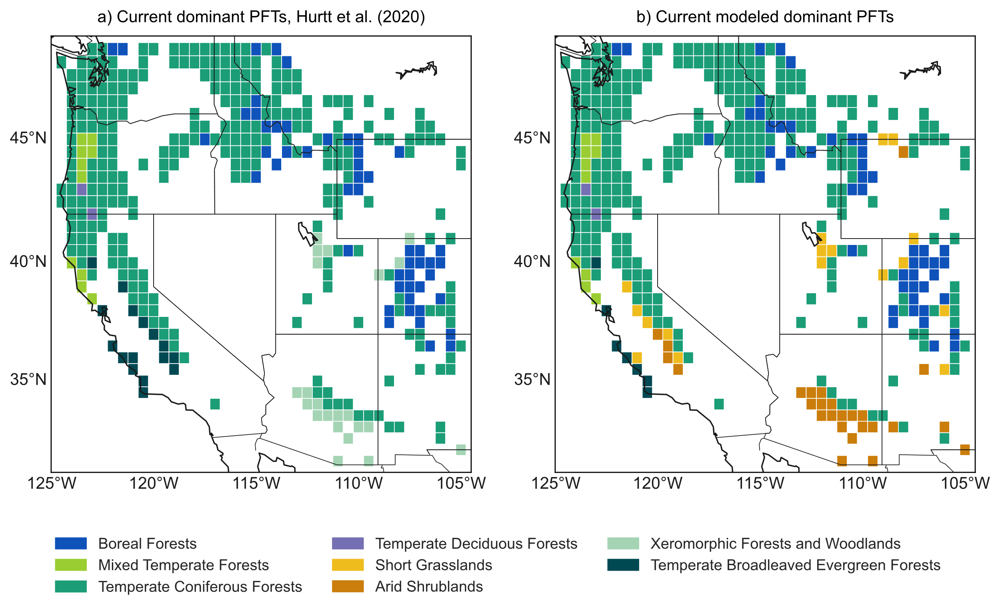 a) Current dominant PFTs, Hurtt et al. (2020)
b) Current modeled dominant PFTs
45°N
40°N
35°N
125°W
120°W
115°W
110°W
105°W
45°N
40°N
35°N
125°W
120°W
115°W
110°W
105°W
Boreal Forests
Mixed Temperate Forests
Temperate Coniferous Forests
Temperate Deciduous Forests
Short Grasslands
Arid Shrublands
Xeromorphic Forests and Woodlands
Temperate Broadleaved Evergreen Forests